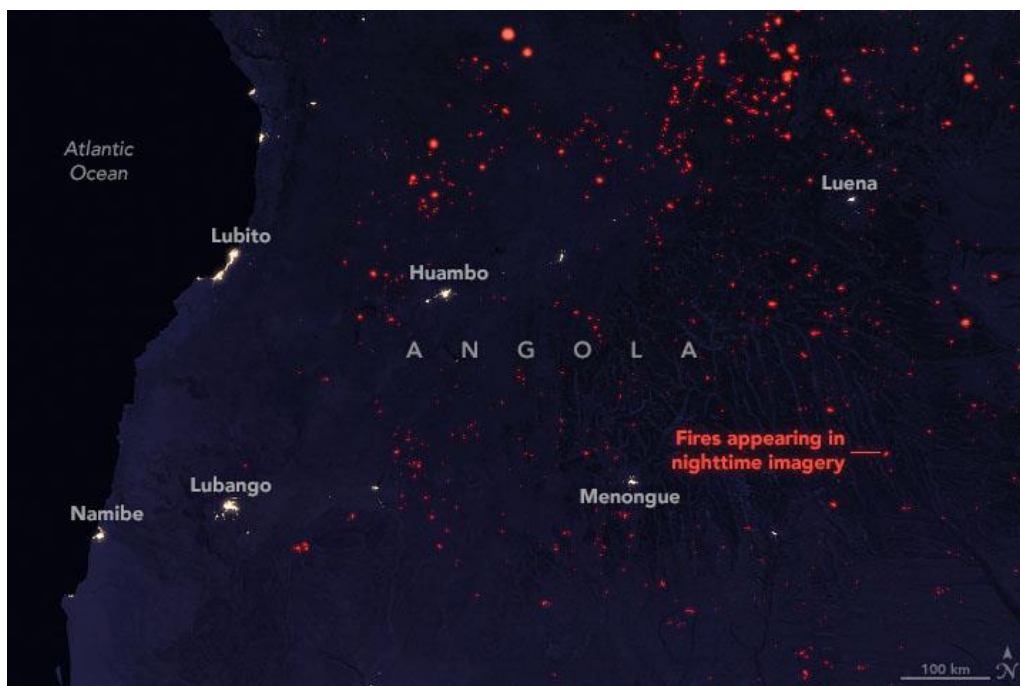 Atlantic
Ocean
Luena
Lubito
Huambo
A N G O L A
Fires appearing in
nighttime imagery
Lubango
Menongue
Namibe
100 km
N